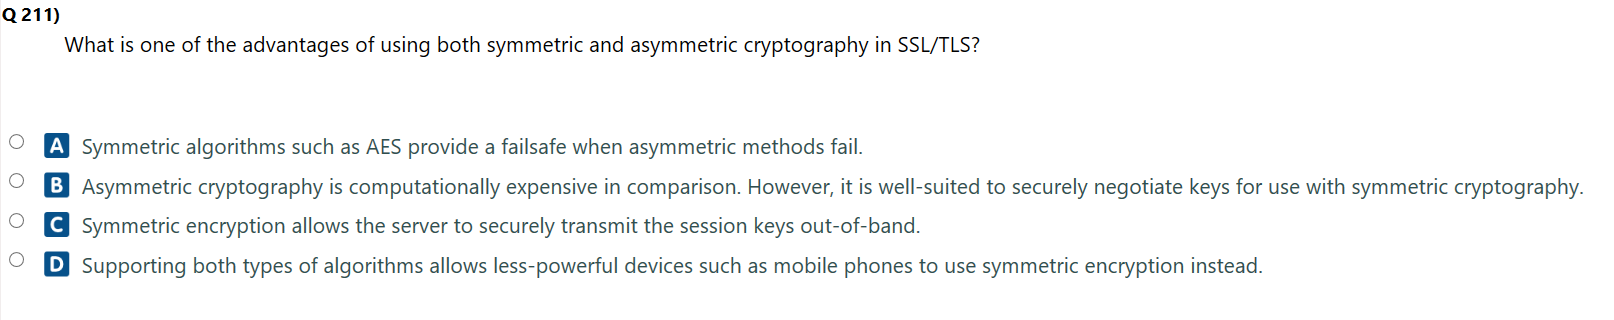 Q 211)
What is one of the advantages of using both symmetric and asymmetric cryptography in SSL/TLS?
A Symmetric algorithms such as AES provide a failsafe when asymmetric methods fail.
B Asymmetric cryptography is computationally expensive in comparison. However, it is well-suited to securely negotiate keys for use with symmetric cryptography.
C Symmetric encryption allows the server to securely transmit the session keys out-of-band.
D Supporting both types of algorithms allows less-powerful devices such as mobile phones to use symmetric encryption instead.